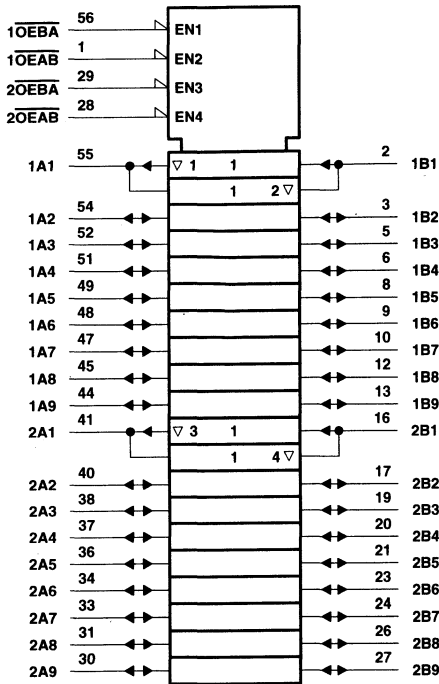 1OEBA 56 EN1
1OEAB 1 EN2
2OEBA 29 EN3
2OEAB 28 EN4
1A1 55 ▽ 1 1 2 1B1
1 2 ▽
1A2 54 3 1B2
1A3 52 5 1B3
1A4 51 6 1B4
1A5 49 8 1B5
1A6 48 9 1B6
1A7 47 10 1B7
1A8 45 12 1B8
1A9 44 13 1B9
2A1 41 ▽ 3 1 16 2B1
1 4 ▽
2A2 40 17 2B2
2A3 38 19 2B3
2A4 37 20 2B4
2A5 36 21 2B5
2A6 34 23 2B6
2A7 33 24 2B7
2A8 31 26 2B8
2A9 30 27 2B9